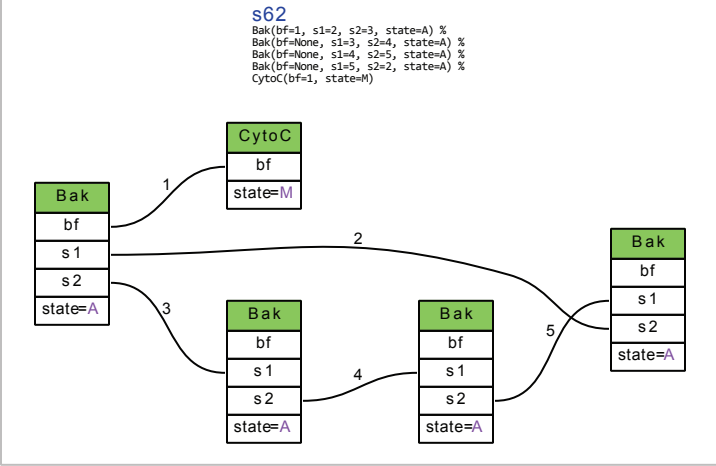 s62
Bak(bf=1, s1=2, s2=3, state=A) %
Bak(bf=None, s1=3, s2=4, state=A) %
Bak(bf=None, s1=4, s2=5, state=A) %
Bak(bf=None, s1=5, s2=2, state=A) %
CytoC(bf=1, state=M)
CytoC
bf
state=M
1
Bak
bf
s1
s2
state=A
2
3
Bak
bf
s1
s2
state=A
4
Bak
bf
s1
s2
state=A
5
Bak
bf
s1
s2
state=A